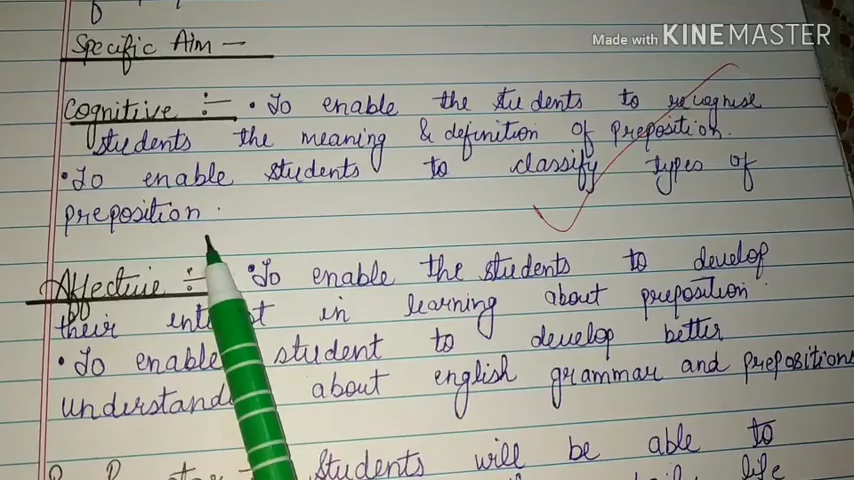 Specific Aim —
Made with KINEMASTER
Cognitive :- • To enable the students to recognise
students the meaning & definition of preposition.
• To enable students to classify types of
preposition.
Affective :- • To enable the students to develop
their in learning about preposition.
• To enable student to develop better
about english grammar and prepositions
students will be able to
life